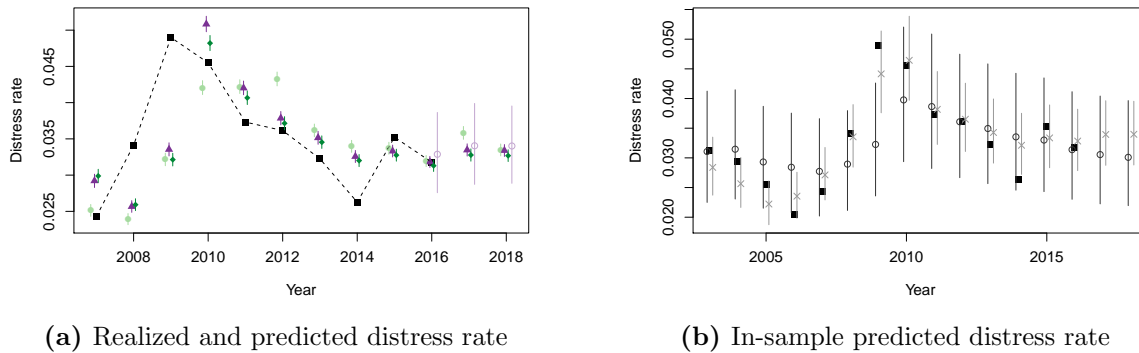 Distress rate
0.025
0.035
0.045
2008
2010
2012
2014
2016
2018
Year
(a) Realized and predicted distress rate
Distress rate
0.020
0.030
0.040
0.050
2005
2010
2015
Year
(b) In-sample predicted distress rate